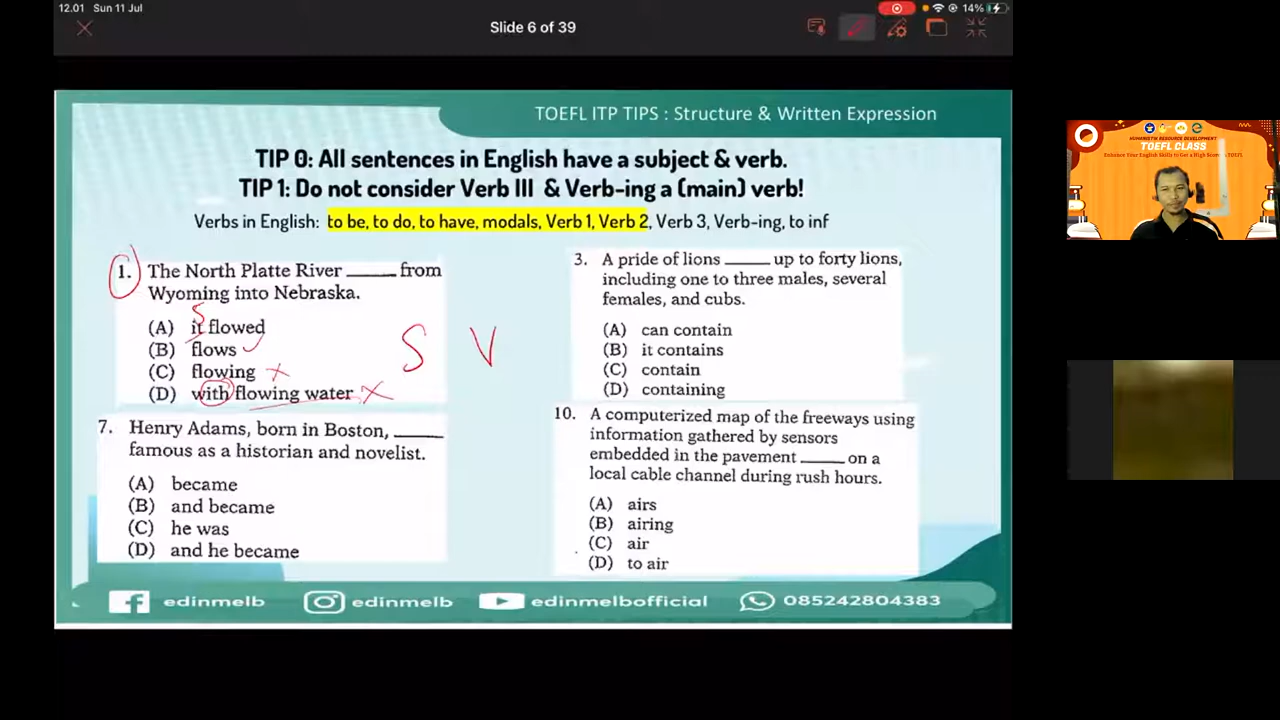 12.01 Sun 11 Jul
14%
Slide 6 of 39
TOEFL ITP TIPS : Structure & Written Expression
TIP 0: All sentences in English have a subject & verb.
TIP 1: Do not consider Verb III & Verb-ing a (main) verb!
Verbs in English: to be, to do, to have, modals, Verb 1, Verb 2, Verb 3, Verb-ing, to inf
1. The North Platte River ____ from
Wyoming into Nebraska.
S
(A) it flowed
(B) flows
(C) flowing
(D) with flowing water
S V
3. A pride of lions ____ up to forty lions,
including one to three males, several
females, and cubs.
(A) can contain
(B) it contains
(C) contain
(D) containing
7. Henry Adams, born in Boston, ____
famous as a historian and novelist.
(A) became
(B) and became
(C) he was
(D) and he became
10. A computerized map of the freeways using
information gathered by sensors
embedded in the pavement ____ on a
local cable channel during rush hours.
(A) airs
(B) airing
(C) air
(D) to air
edinmelb
edinmelb
edinmelbofficial
085242804383
TOEFL CLASS